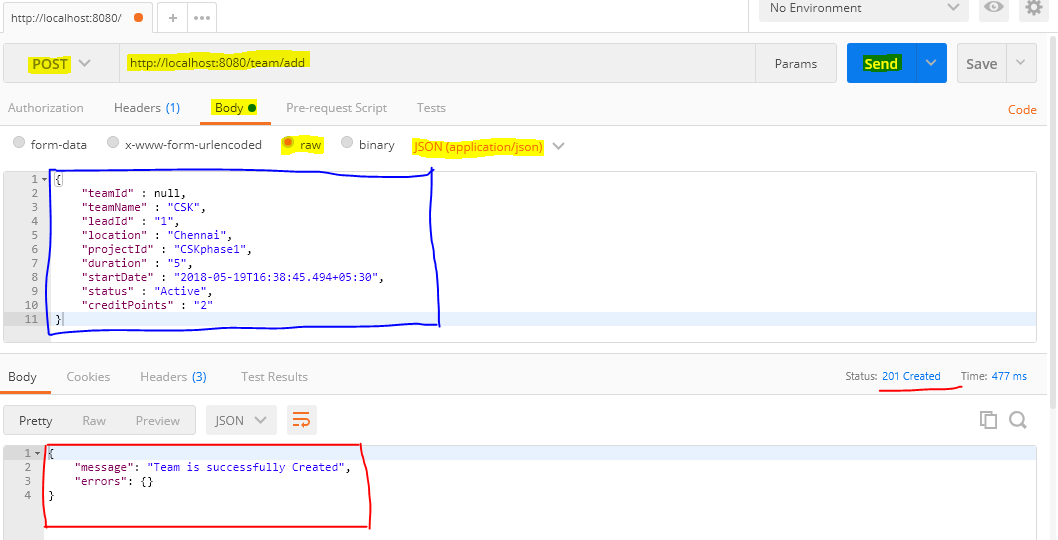 http://localhost:8080/
No Environment
POST
http://localhost:8080/team/add
Params
Send
Save
Authorization
Headers (1)
Body
Pre-request Script
Tests
Code
form-data
x-www-form-urlencoded
raw
binary
JSON (application/json)
1 {
2 "teamId" : null,
3 "teamName" : "CSK",
4 "leadId" : "1",
5 "location" : "Chennai",
6 "projectId" : "CSKphase1",
7 "duration" : "5",
8 "startDate" : "2018-05-19T16:38:45.494+05:30",
9 "status" : "Active",
10 "creditPoints" : "2"
11 }
Body
Cookies
Headers (3)
Test Results
Status: 201 Created
Time: 477 ms
Pretty
Raw
Preview
JSON
1 {
2 "message": "Team is successfully Created",
3 "errors": {}
4 }